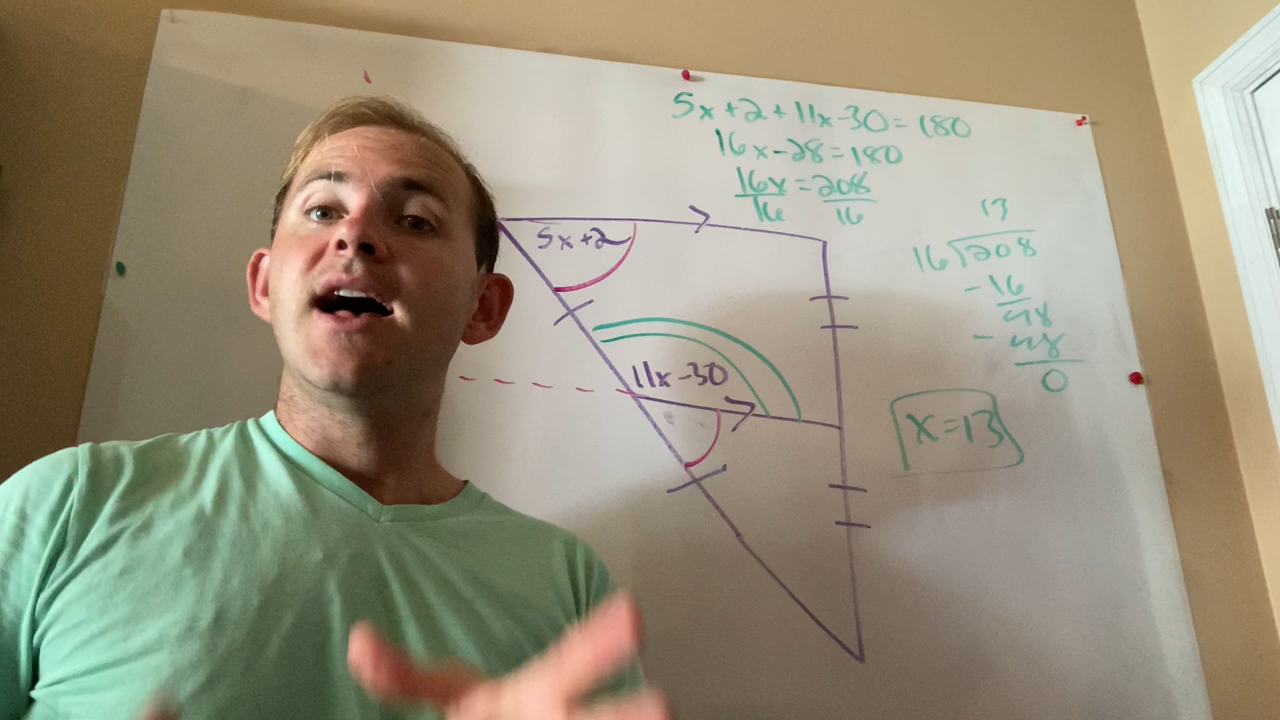 5x+2+11x-30=180
16x-28=180
16x=208
16 16
5x+2
13
16)208
-16
48
-48
0
11x-30
x=13